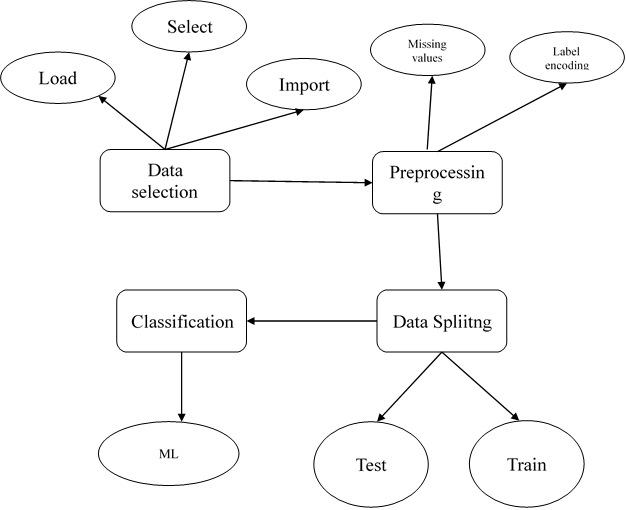 Select
Load
Import
Missing
values
Label
encoding
Data
selection
Preprocessin
g
Classification
Data Spliitng
ML
Test
Train